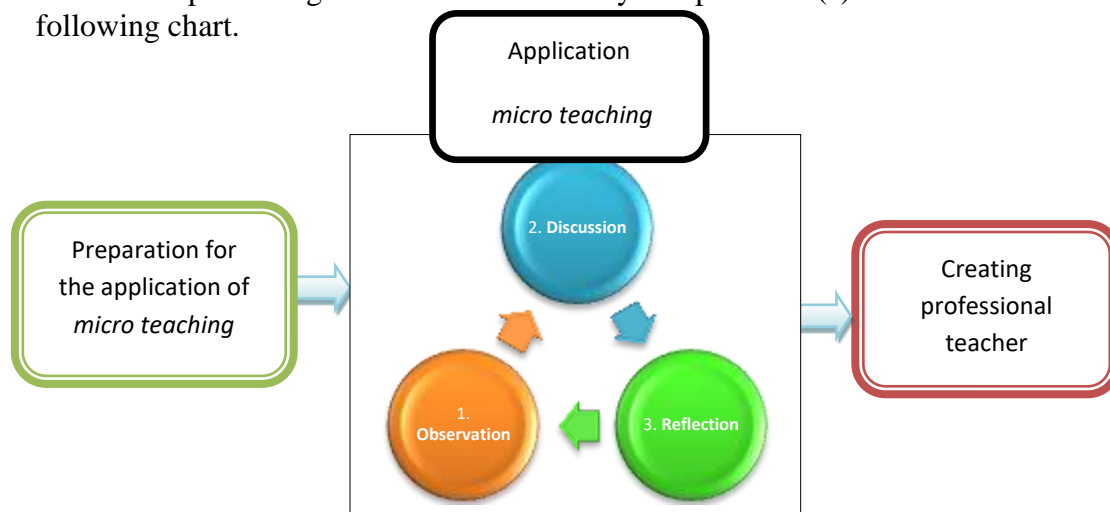 following chart.
Application
micro teaching
2. Discussion
Preparation for
the application of
micro teaching
Creating
professional
teacher
1.
Observation
3. Reflection